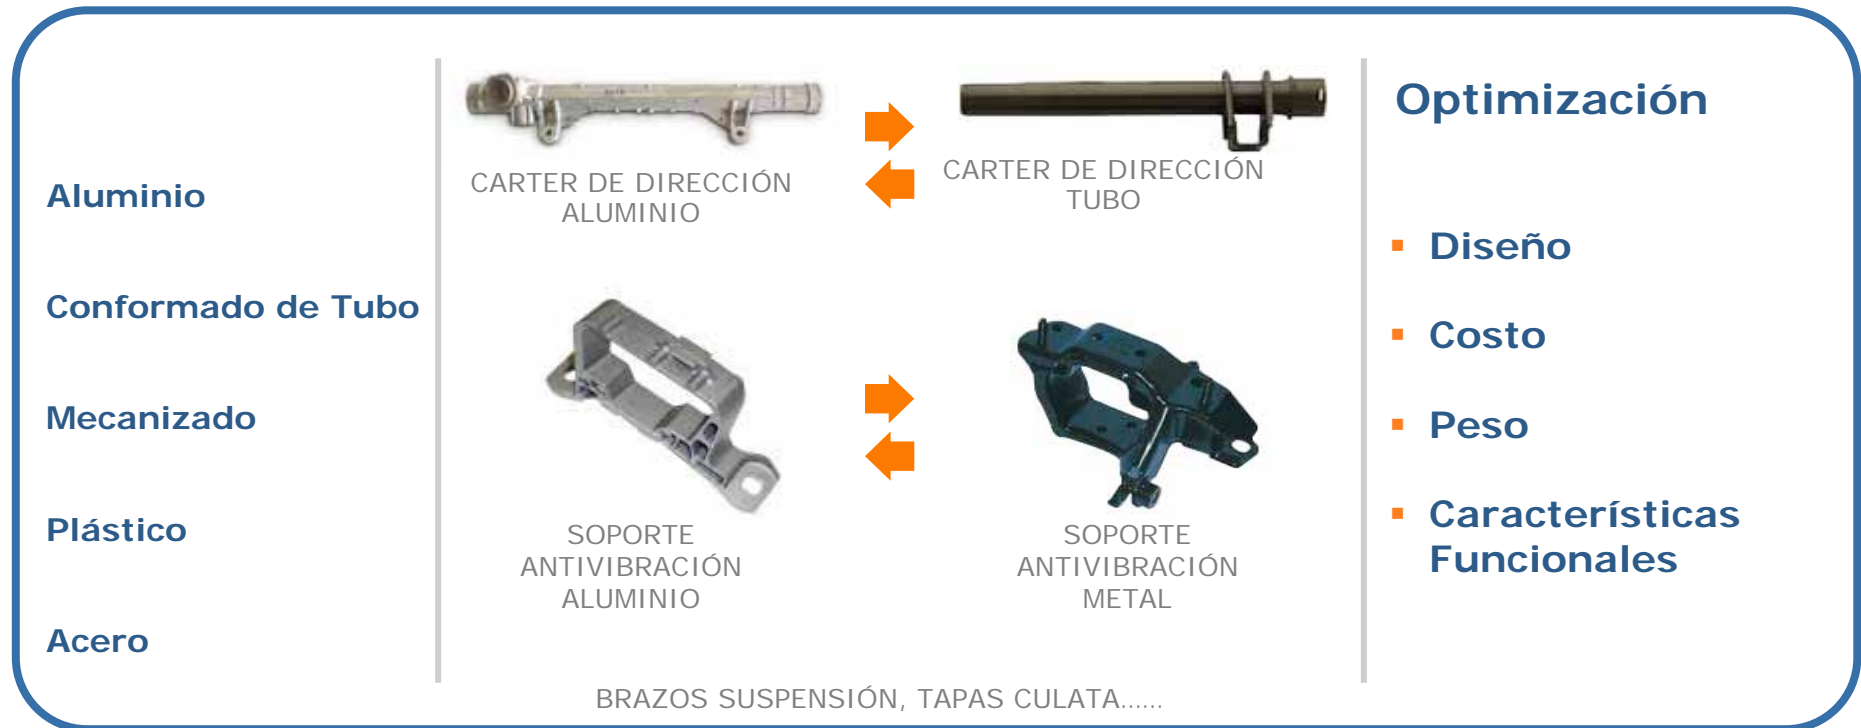 Aluminio
Conformado de Tubo
Mecanizado
Plástico
Acero
CARTER DE DIRECCIÓN
ALUMINIO
CARTER DE DIRECCIÓN
TUBO
SOPORTE
ANTIVIBRACIÓN
ALUMINIO
SOPORTE
ANTIVIBRACIÓN
METAL
BRAZOS SUSPENSIÓN, TAPAS CULATA......
Optimización
▪ Diseño
▪ Costo
▪ Peso
▪ Características
Funcionales